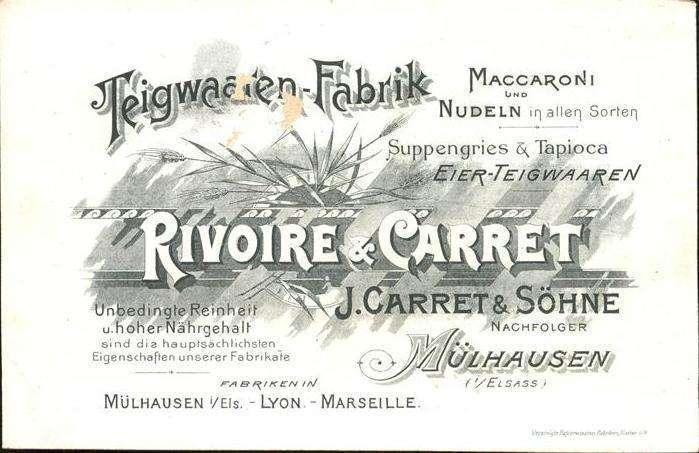 Teigwaaren-Fabrik
MACCARONI
UND
NUDELN in allen Sorten
Suppengries & Tapioca
EIER-TEIGWAAREN
RIVOIRE & CARRET
J. CARRET & SÖHNE
NACHFOLGER
MÜLHAUSEN
(i/ELSASS)
Unbedingte Reinheit
u. hoher Nährgehalt
sind die hauptsächlichsten
Eigenschaften unserer Fabrikate
FABRIKEN IN
MÜLHAUSEN i/Els. - LYON. - MARSEILLE.